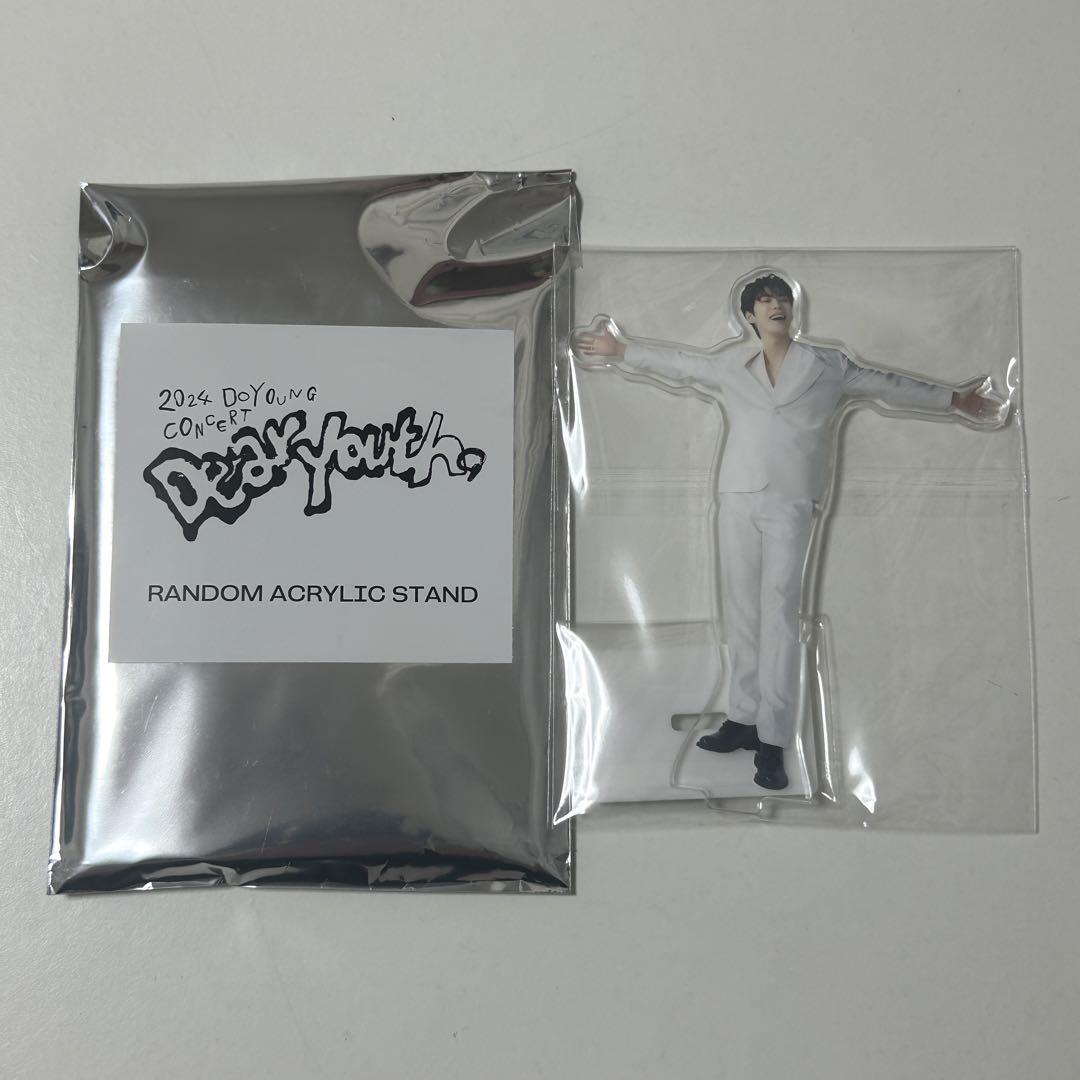 2024 DOYOUNG
CONCERT
Dear Youth,
RANDOM ACRYLIC STAND